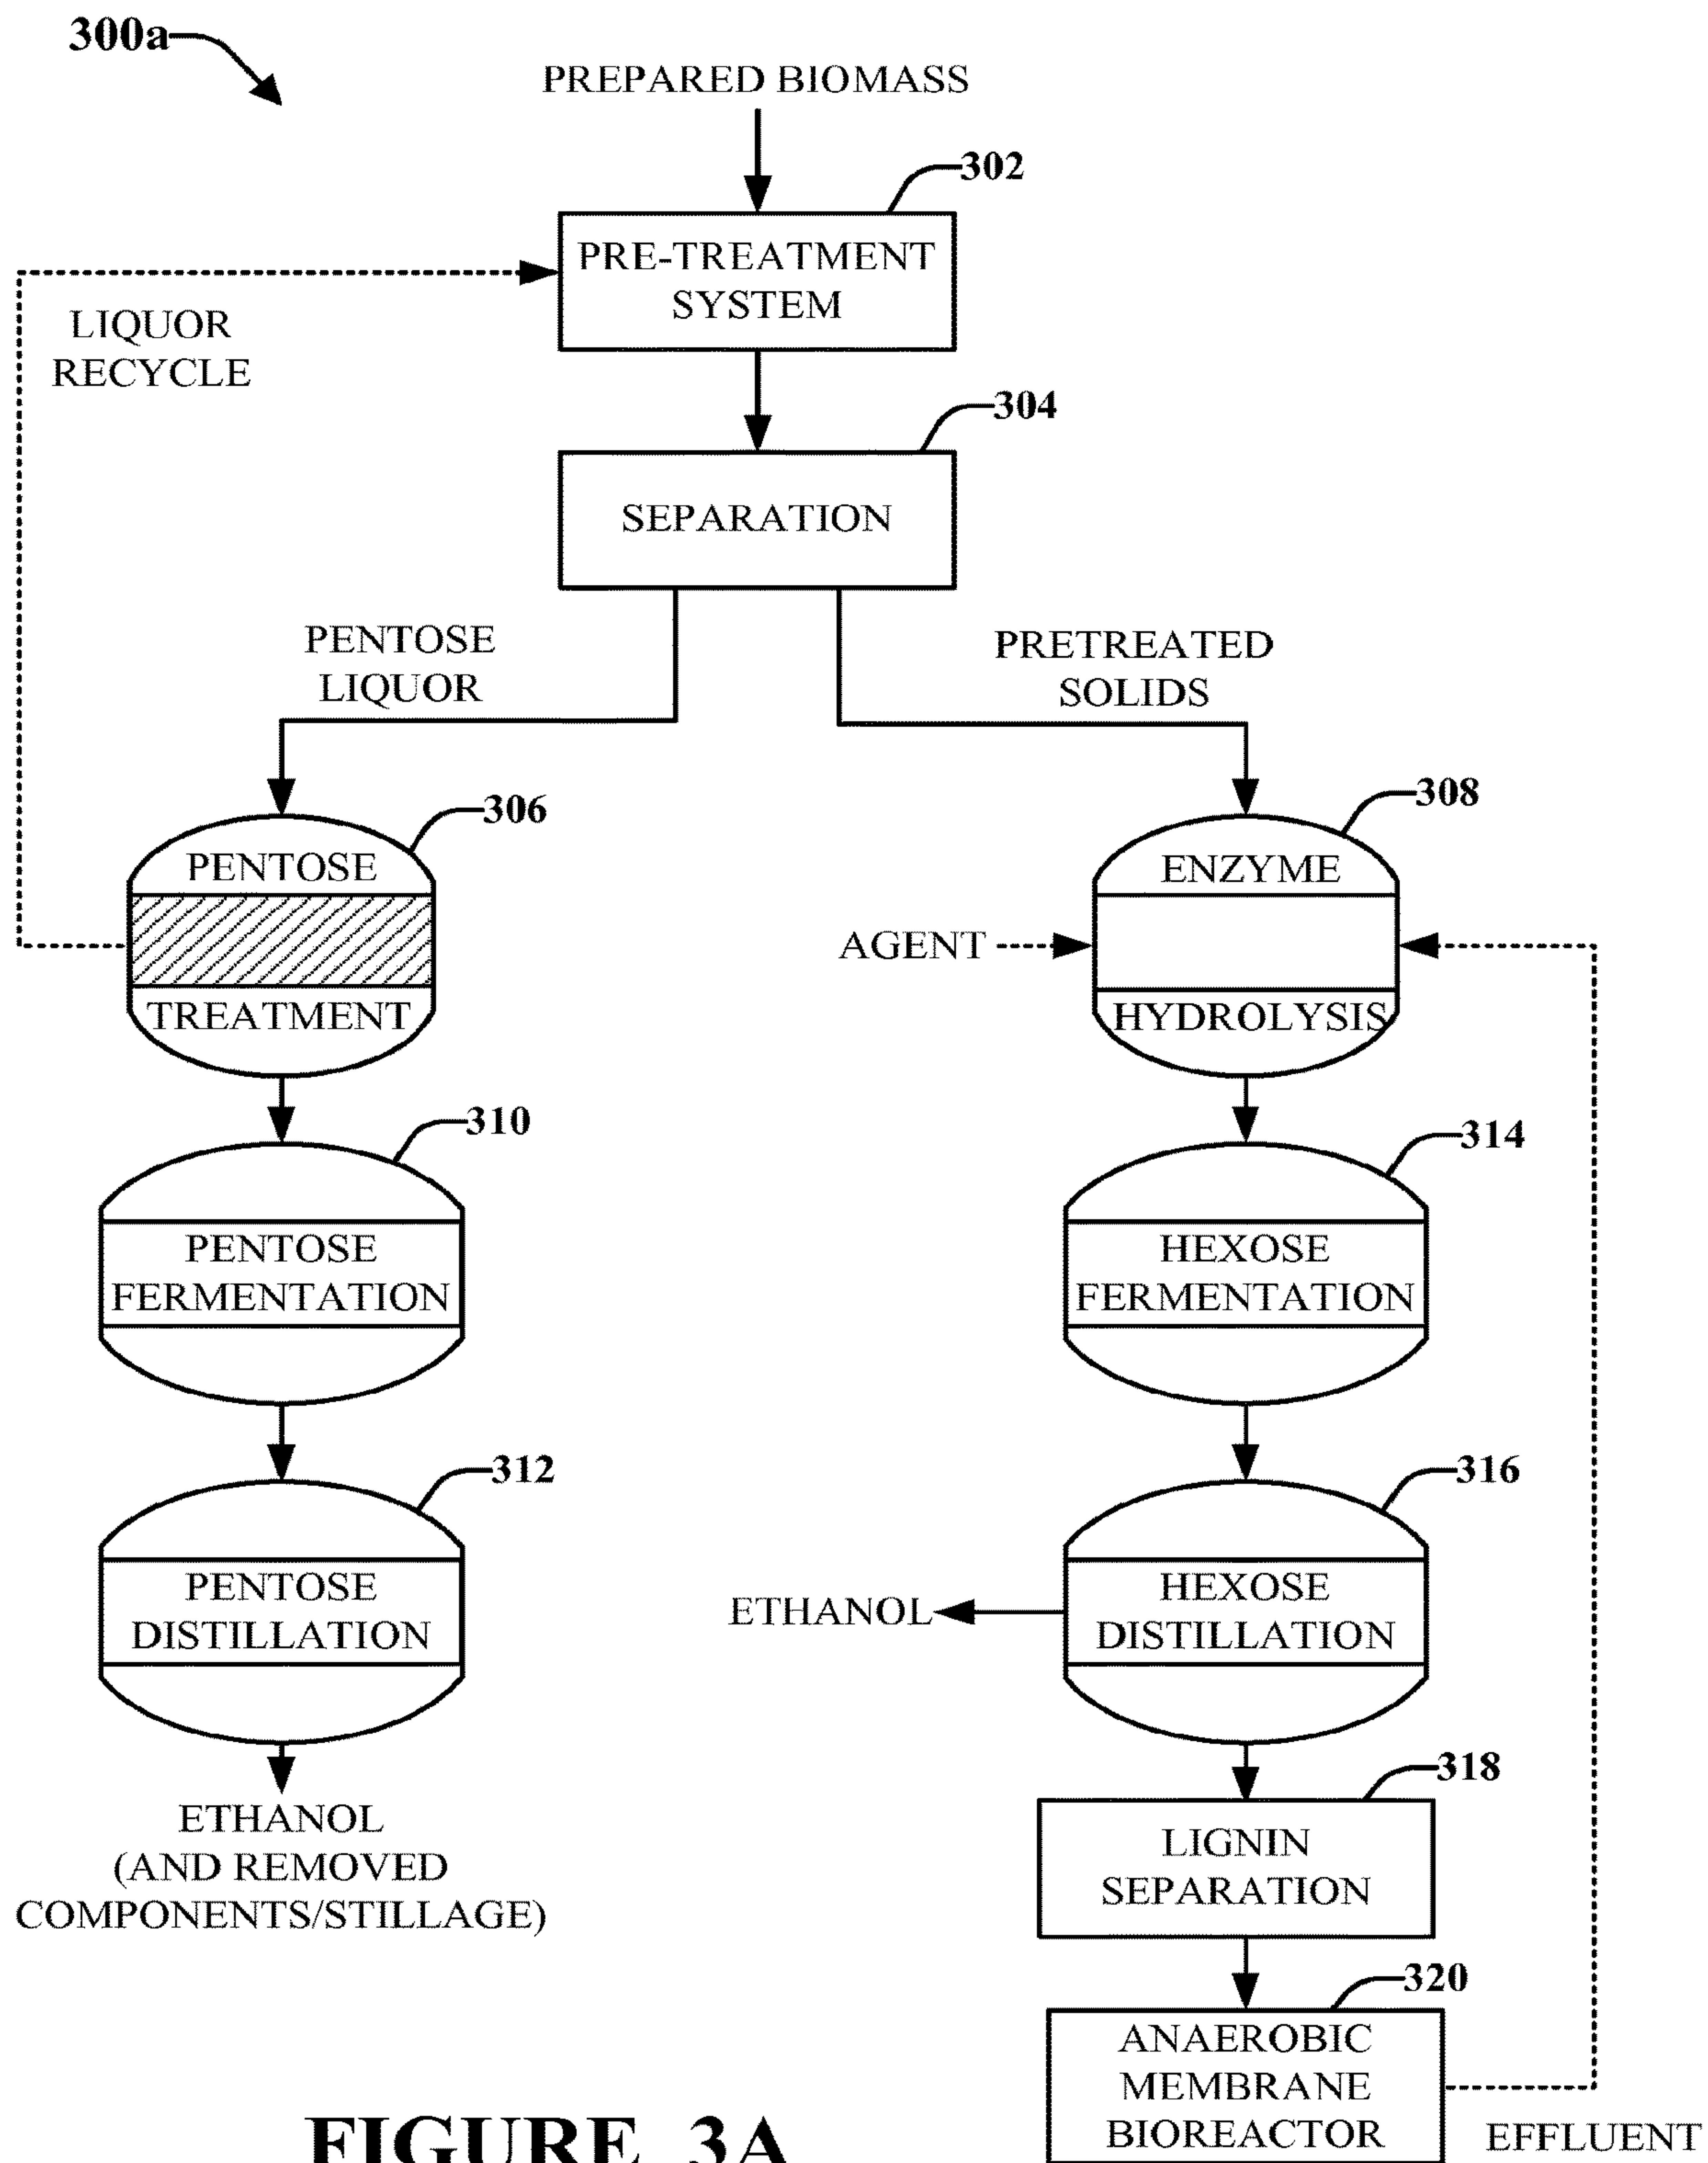 300a
PREPARED BIOMASS
302
PRE-TREATMENT
SYSTEM
LIQUOR
RECYCLE
304
SEPARATION
PENTOSE
LIQUOR
PRETREATED
SOLIDS
306
PENTOSE
TREATMENT
308
ENZYME
AGENT
HYDROLYSIS
310
PENTOSE
FERMENTATION
314
HEXOSE
FERMENTATION
312
PENTOSE
DISTILLATION
316
HEXOSE
DISTILLATION
ETHANOL
ETHANOL
(AND REMOVED
COMPONENTS/STILLAGE)
318
LIGNIN
SEPARATION
320
ANAEROBIC
MEMBRANE
BIOREACTOR
EFFLUENT
FIGURE 3A